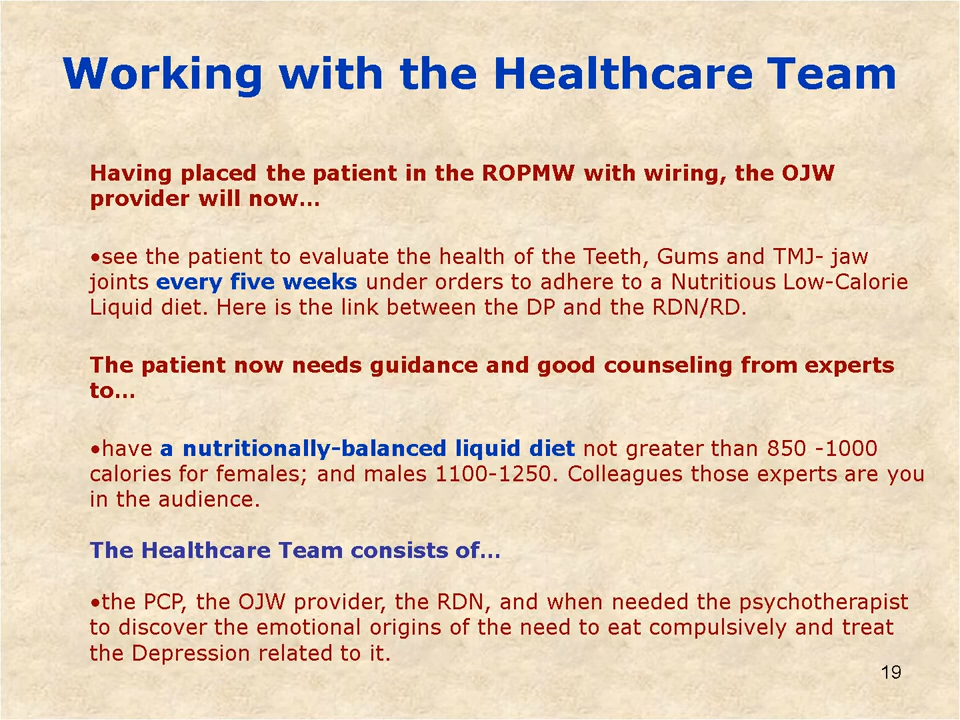 Working with the Healthcare Team
Having placed the patient in the ROPMW with wiring, the OJW
provider will now…
•see the patient to evaluate the health of the Teeth, Gums and TMJ- jaw
joints every five weeks under orders to adhere to a Nutritious Low-Calorie
Liquid diet. Here is the link between the DP and the RDN/RD.
The patient now needs guidance and good counseling from experts
to…
•have a nutritionally-balanced liquid diet not greater than 850 -1000
calories for females; and males 1100-1250. Colleagues those experts are you
in the audience.
The Healthcare Team consists of…
•the PCP, the OJW provider, the RDN, and when needed the psychotherapist
to discover the emotional origins of the need to eat compulsively and treat
the Depression related to it.
19